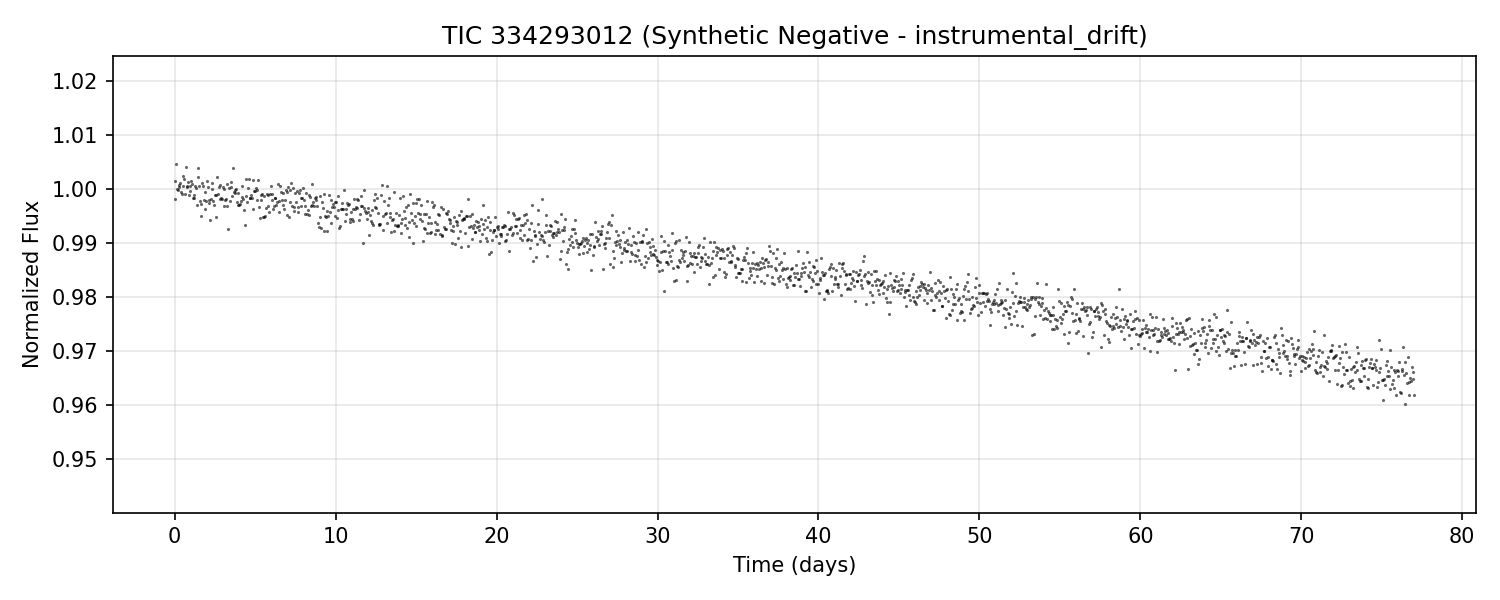 TIC 334293012 (Synthetic Negative - instrumental_drift)
1.02
1.01
1.00
0.99
0.98
0.97
0.96
0.95
Normalized Flux
0 10 20 30 40 50 60 70 80
Time (days)